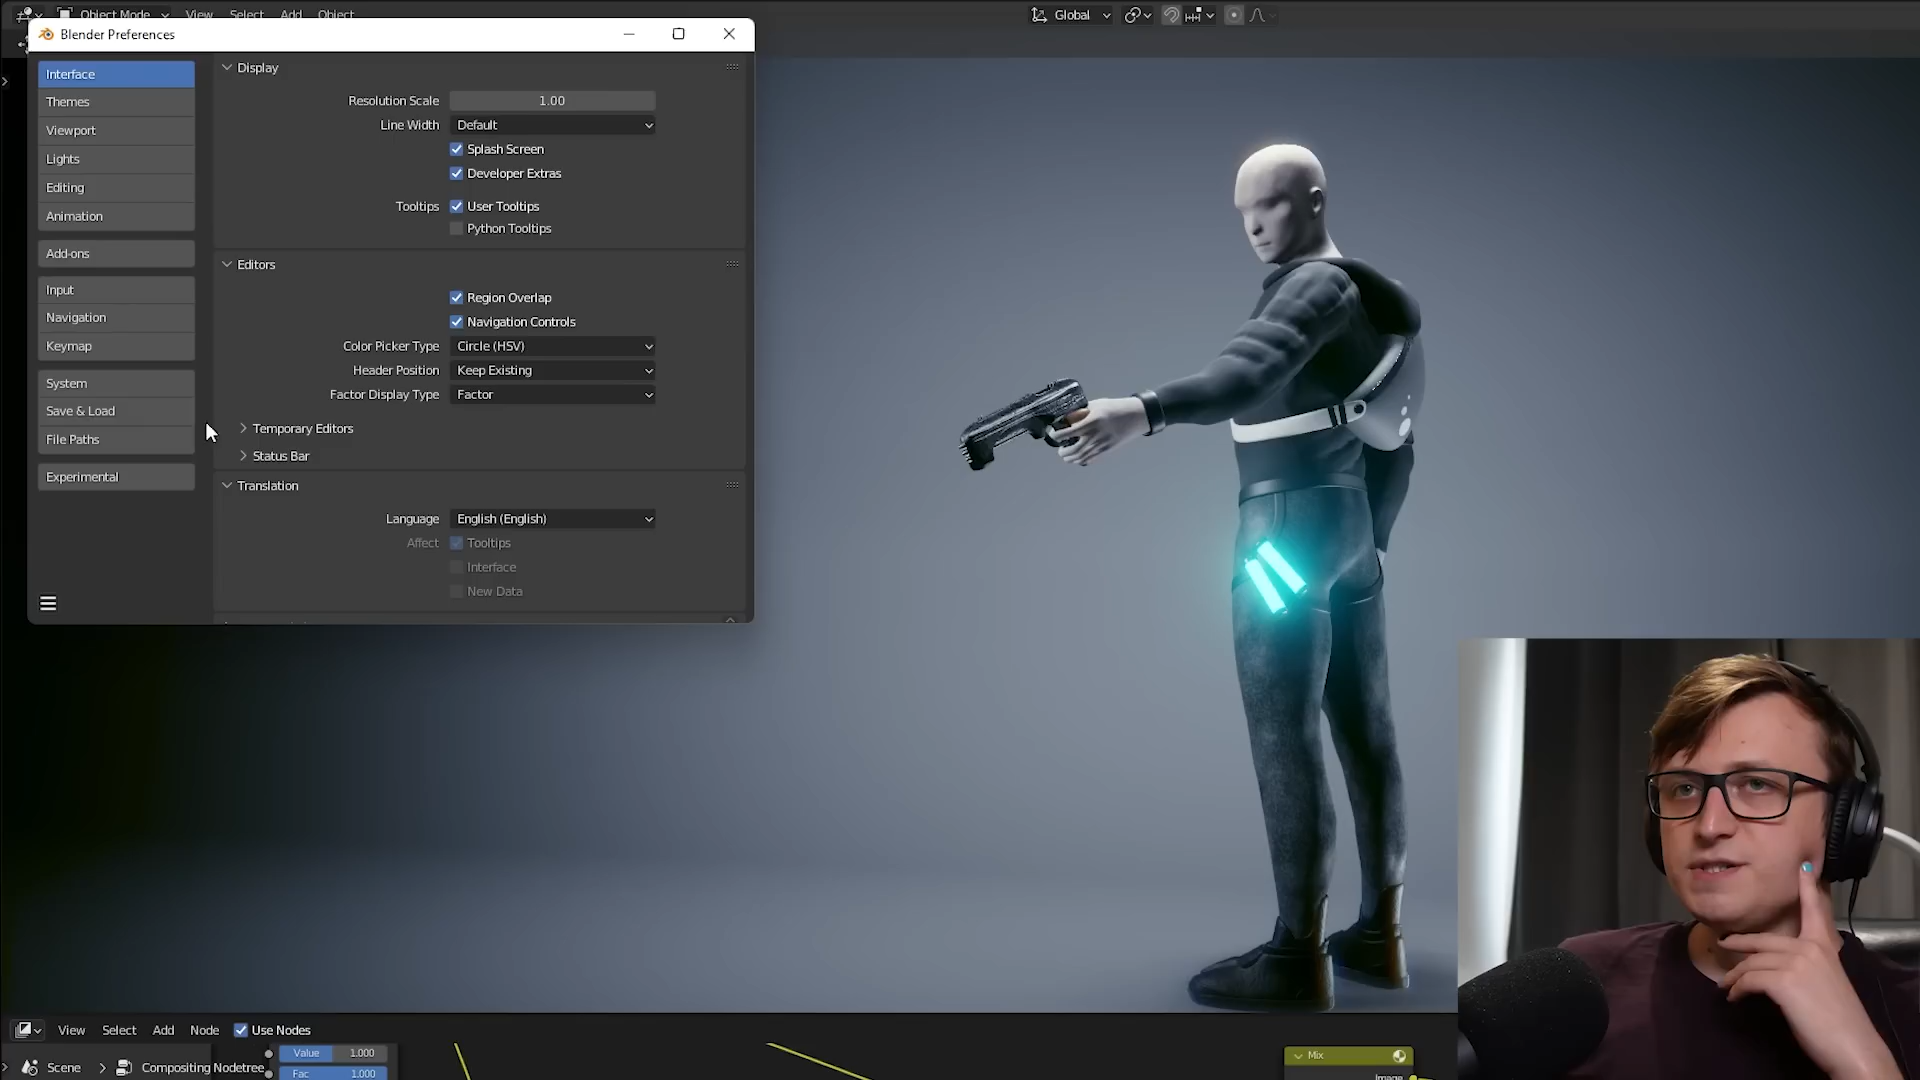 Object Mode View Select Add Object Global
Blender Preferences
Interface
Themes
Viewport
Lights
Editing
Animation
Add-ons
Input
Navigation
Keymap
System
Save & Load
File Paths
Experimental
Display
Resolution Scale 1.00
Line Width Default
Splash Screen
Developer Extras
Tooltips User Tooltips
Python Tooltips
Editors
Region Overlap
Navigation Controls
Color Picker Type Circle (HSV)
Header Position Keep Existing
Factor Display Type Factor
Temporary Editors
Status Bar
Translation
Language English (English)
Affect Tooltips
Interface
New Data
View Select Add Node Use Nodes
Scene Compositing Nodetree
Value 1.000
Fac 1.000
Mix
Image